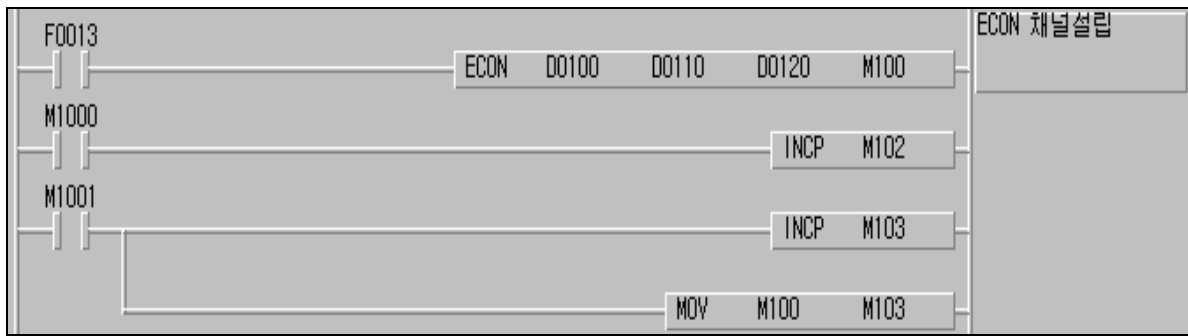 F0013
ECON D0100 D0110 D0120 M100
ECON 채널설립
M1000
INCP M102
M1001
INCP M103
MOV M100 M103